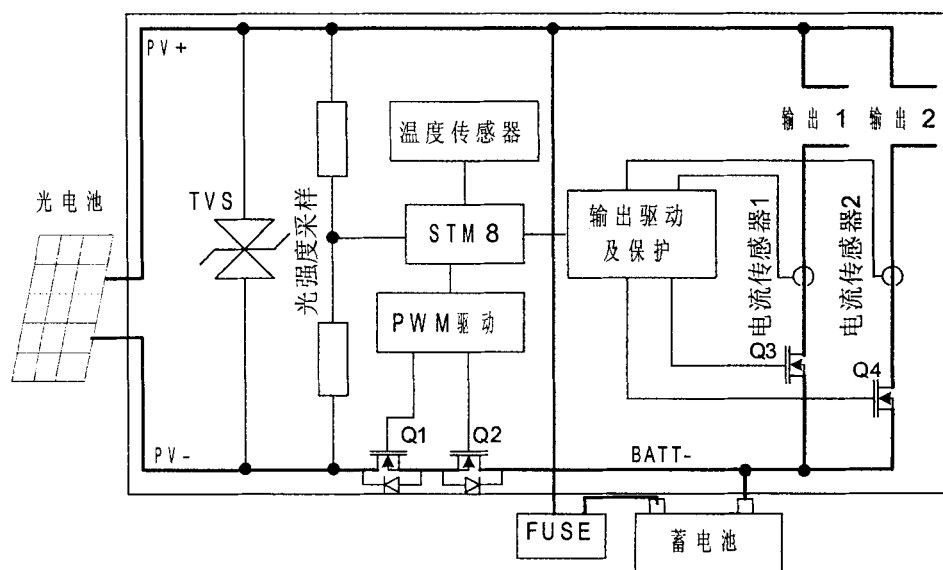 PV+
输出1
输出2
温度传感器
光电池
TVS
光强度采样
STM8
输出驱动
及保护
电流传感器1
电流传感器2
PWM驱动
Q3
Q4
Q1
Q2
PV-
BATT-
FUSE
蓄电池